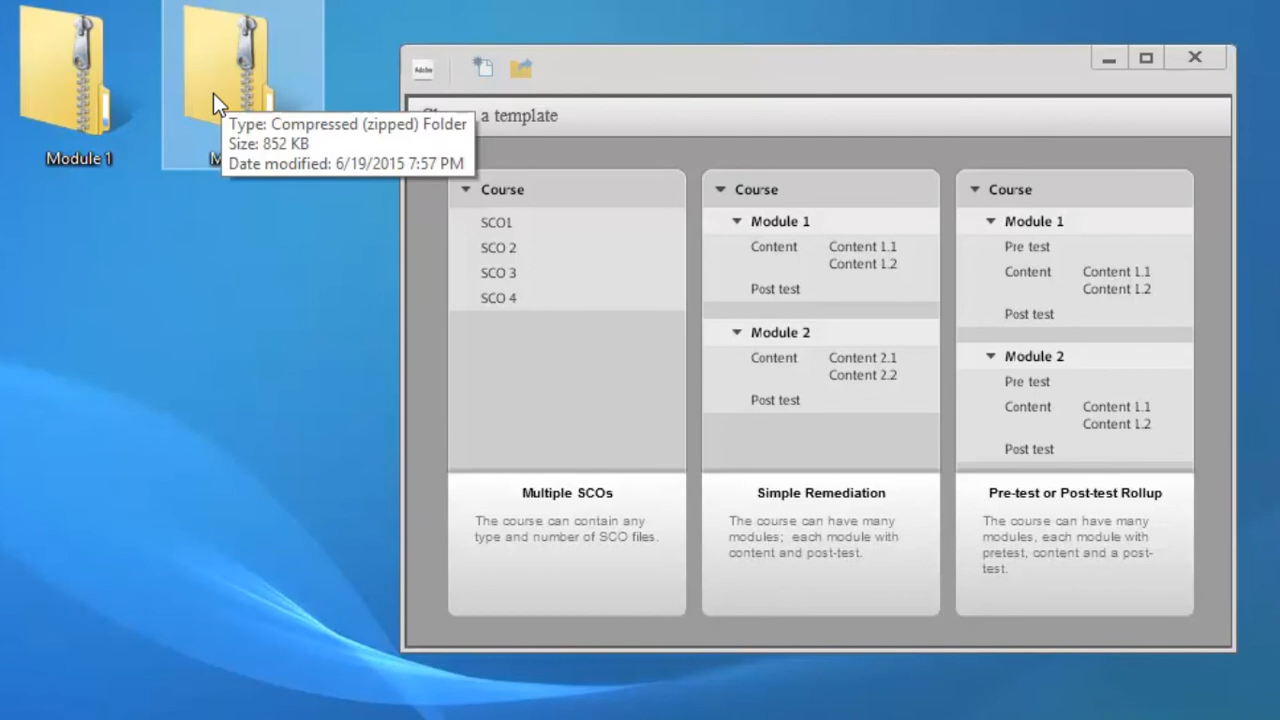 Adobe
a template
Type: Compressed (zipped) Folder
Size: 852 KB
Date modified: 6/19/2015 7:57 PM
Module 1
Course
SCO1
SCO 2
SCO 3
SCO 4
Multiple SCOs
The course can contain any
type and number of SCO files.
Course
Module 1
Content Content 1.1
Content 1.2
Post test
Module 2
Content Content 2.1
Content 2.2
Post test
Simple Remediation
The course can have many
modules; each module with
content and post-test.
Course
Module 1
Pre test
Content Content 1.1
Content 1.2
Post test
Module 2
Pre test
Content Content 1.1
Content 1.2
Post test
Pre-test or Post-test Rollup
The course can have many
modules, each module with
pretest, content and a post-
test.